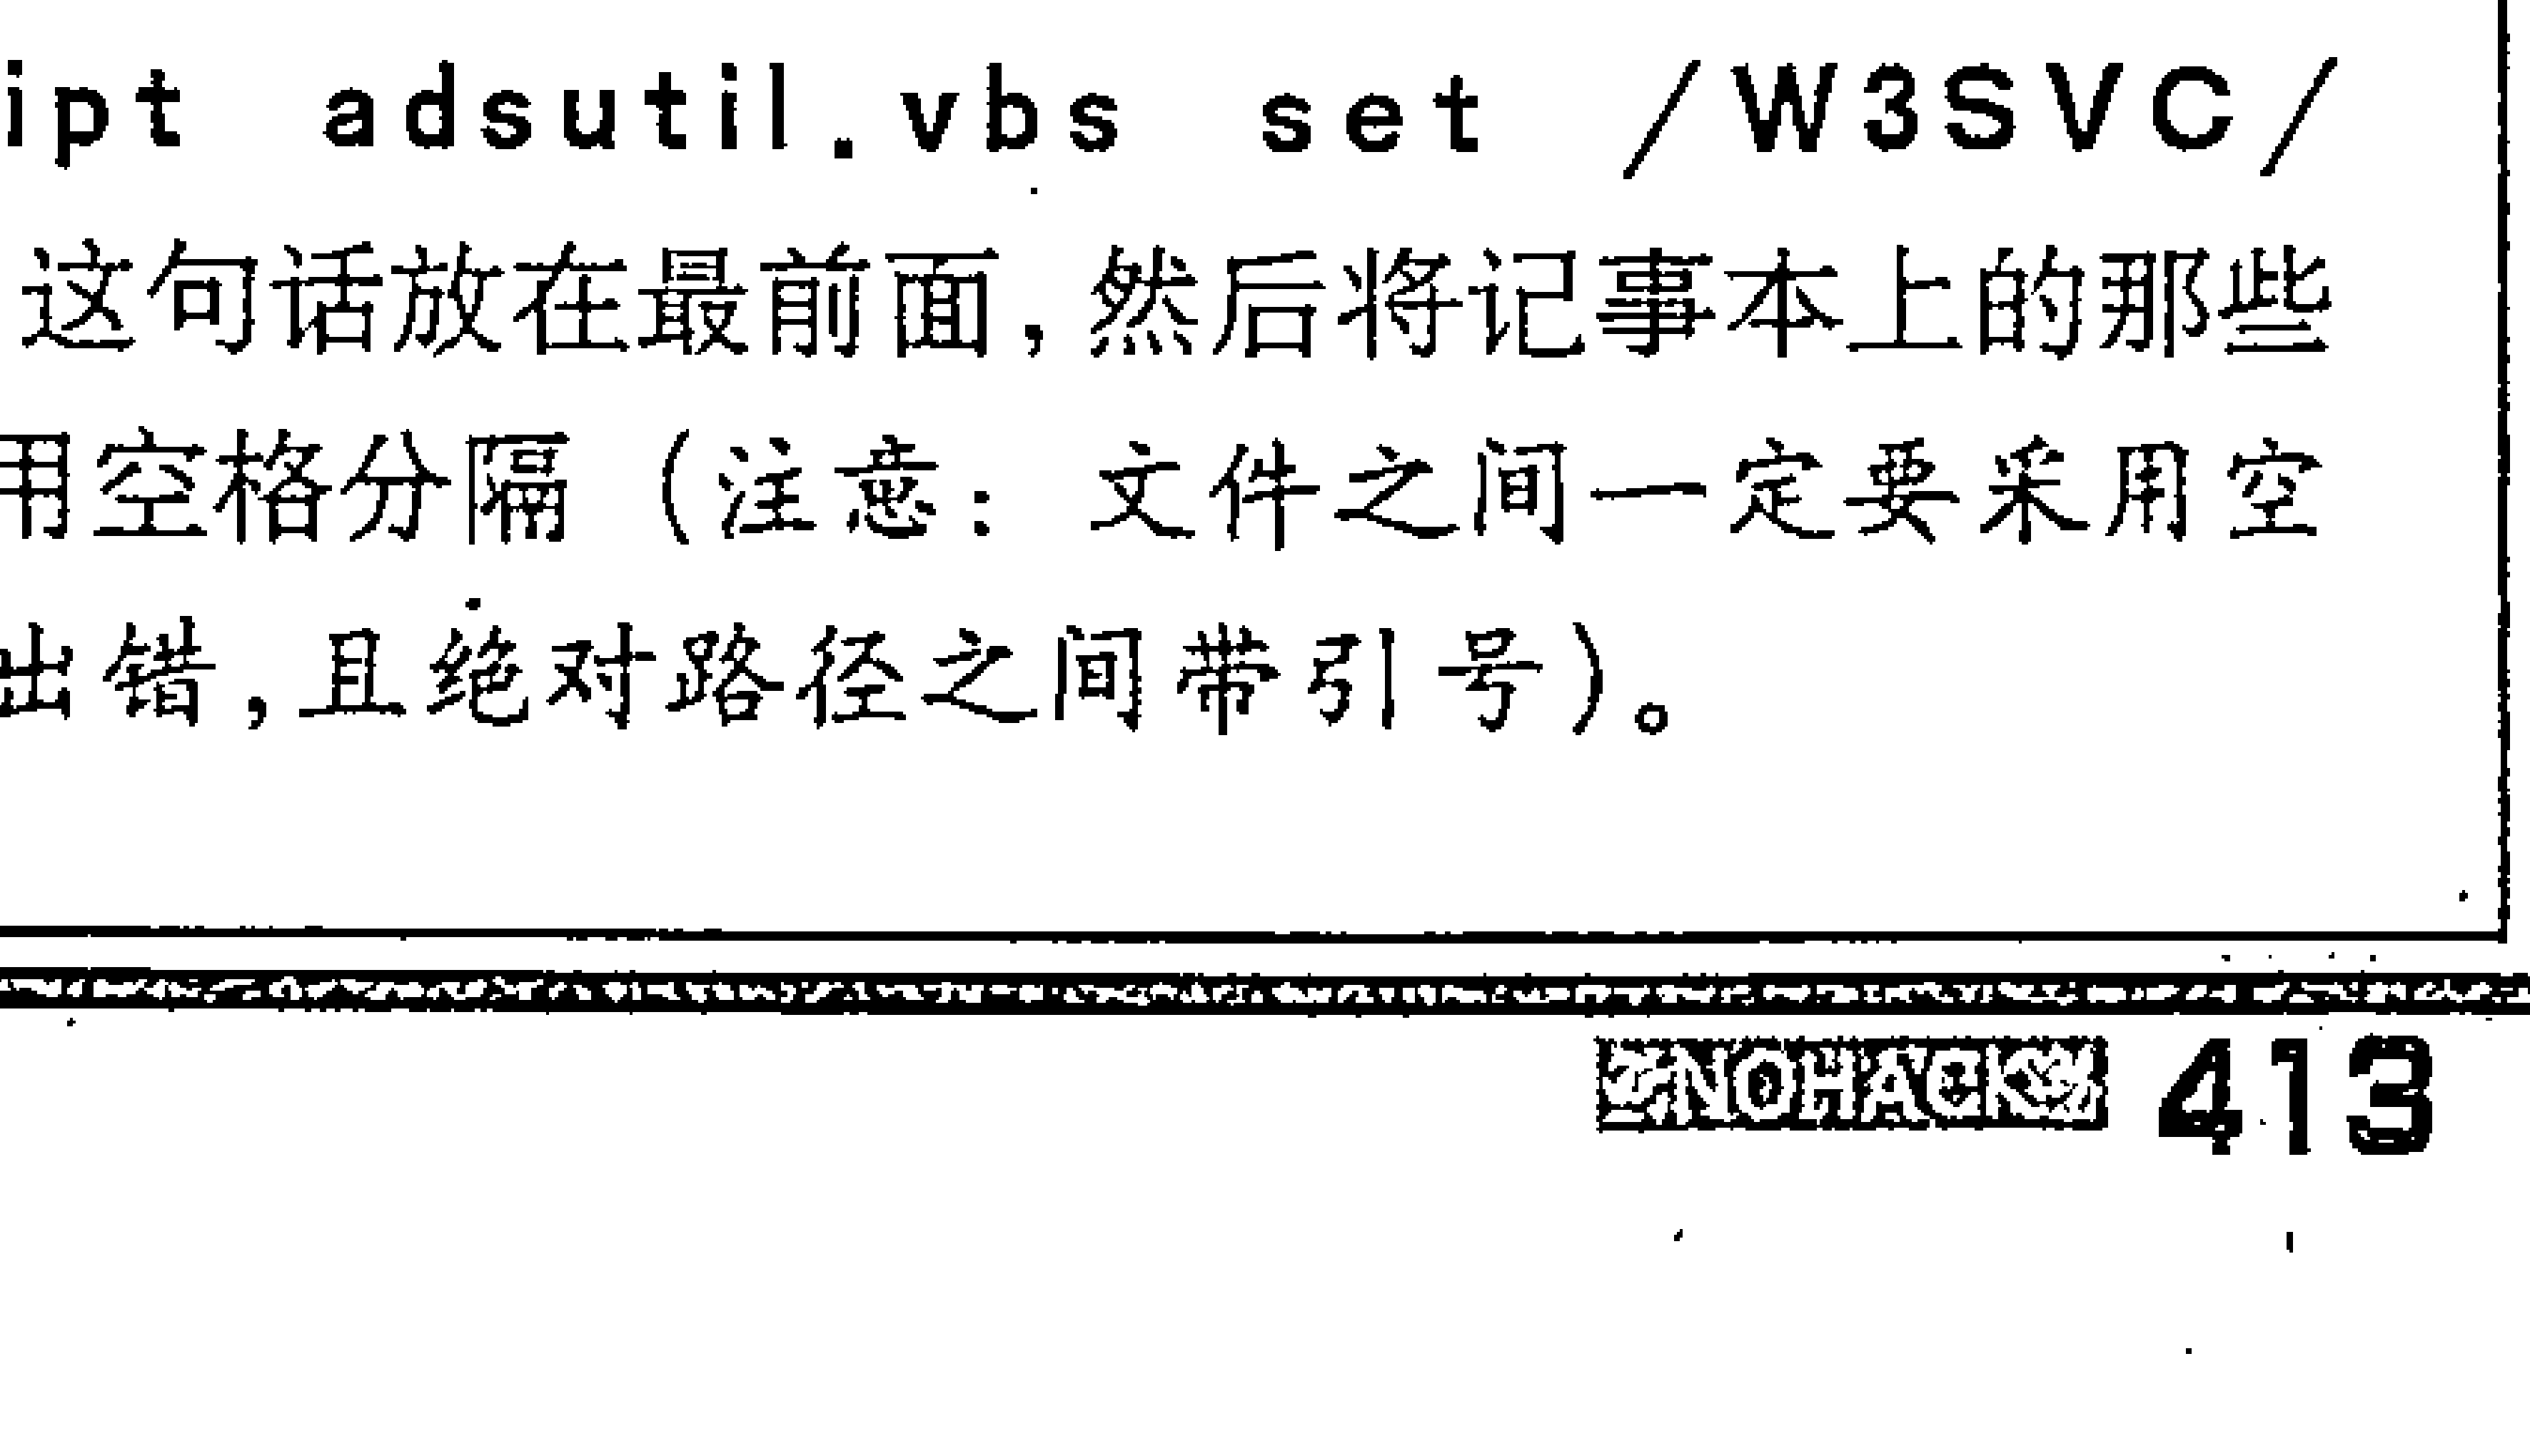 ipt adsutil.vbs set /W3SVC/
这句话放在最前面,然后将记事本上的那些
用空格分隔(注意: 文件之间一定要采用空
出错,且绝对路径之间带引号)。
NOHACK 413